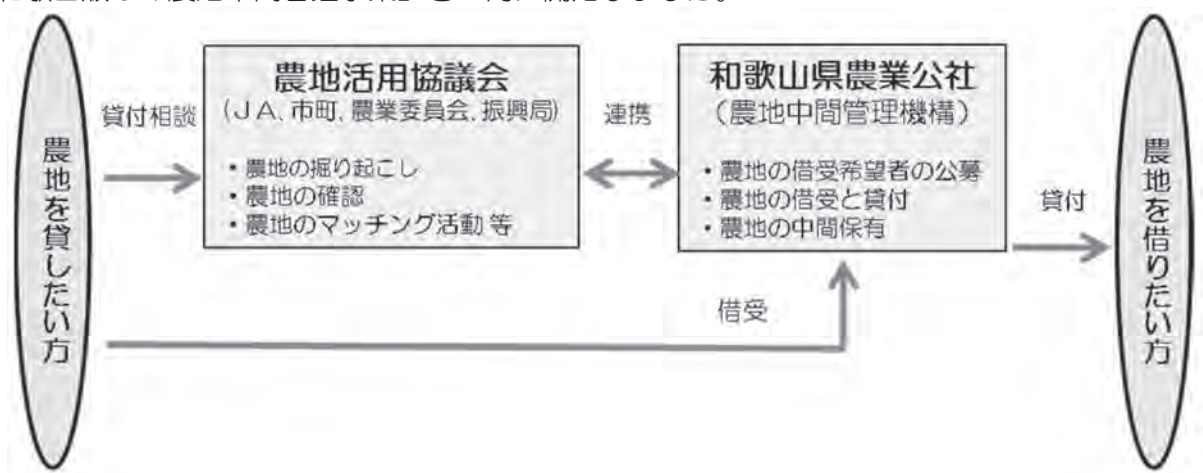 農地を貸したい方
貸付相談
農地活用協議会
(JA、市町、農業委員会、振興局)
・農地の掘り起こし
・農地の確認
・農地のマッチング活動 等
連携
和歌山県農業公社
(農地中間管理機構)
・農地の借受希望者の公募
・農地の借受と貸付
・農地の中間保有
借受
貸付
農地を借りたい方